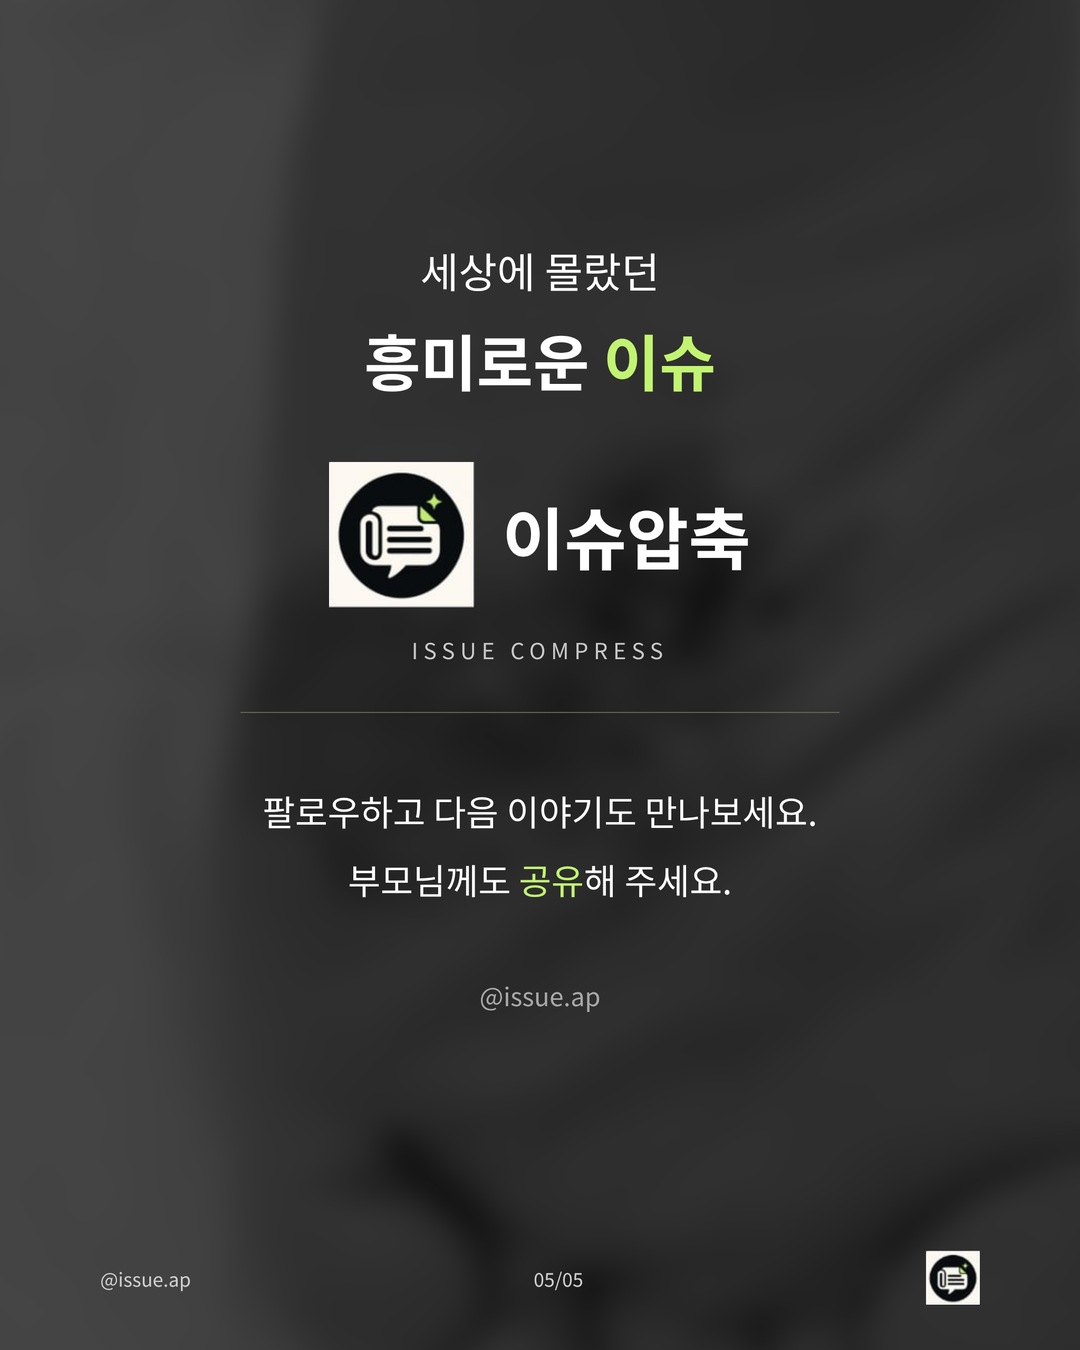 세상에 몰랐던
흥미로운 이슈
이슈압축
ISSUE COMPRESS
팔로우하고 다음 이야기도 만나보세요.
부모님께도 공유해 주세요.
@issue.ap
@issue.ap
05/05